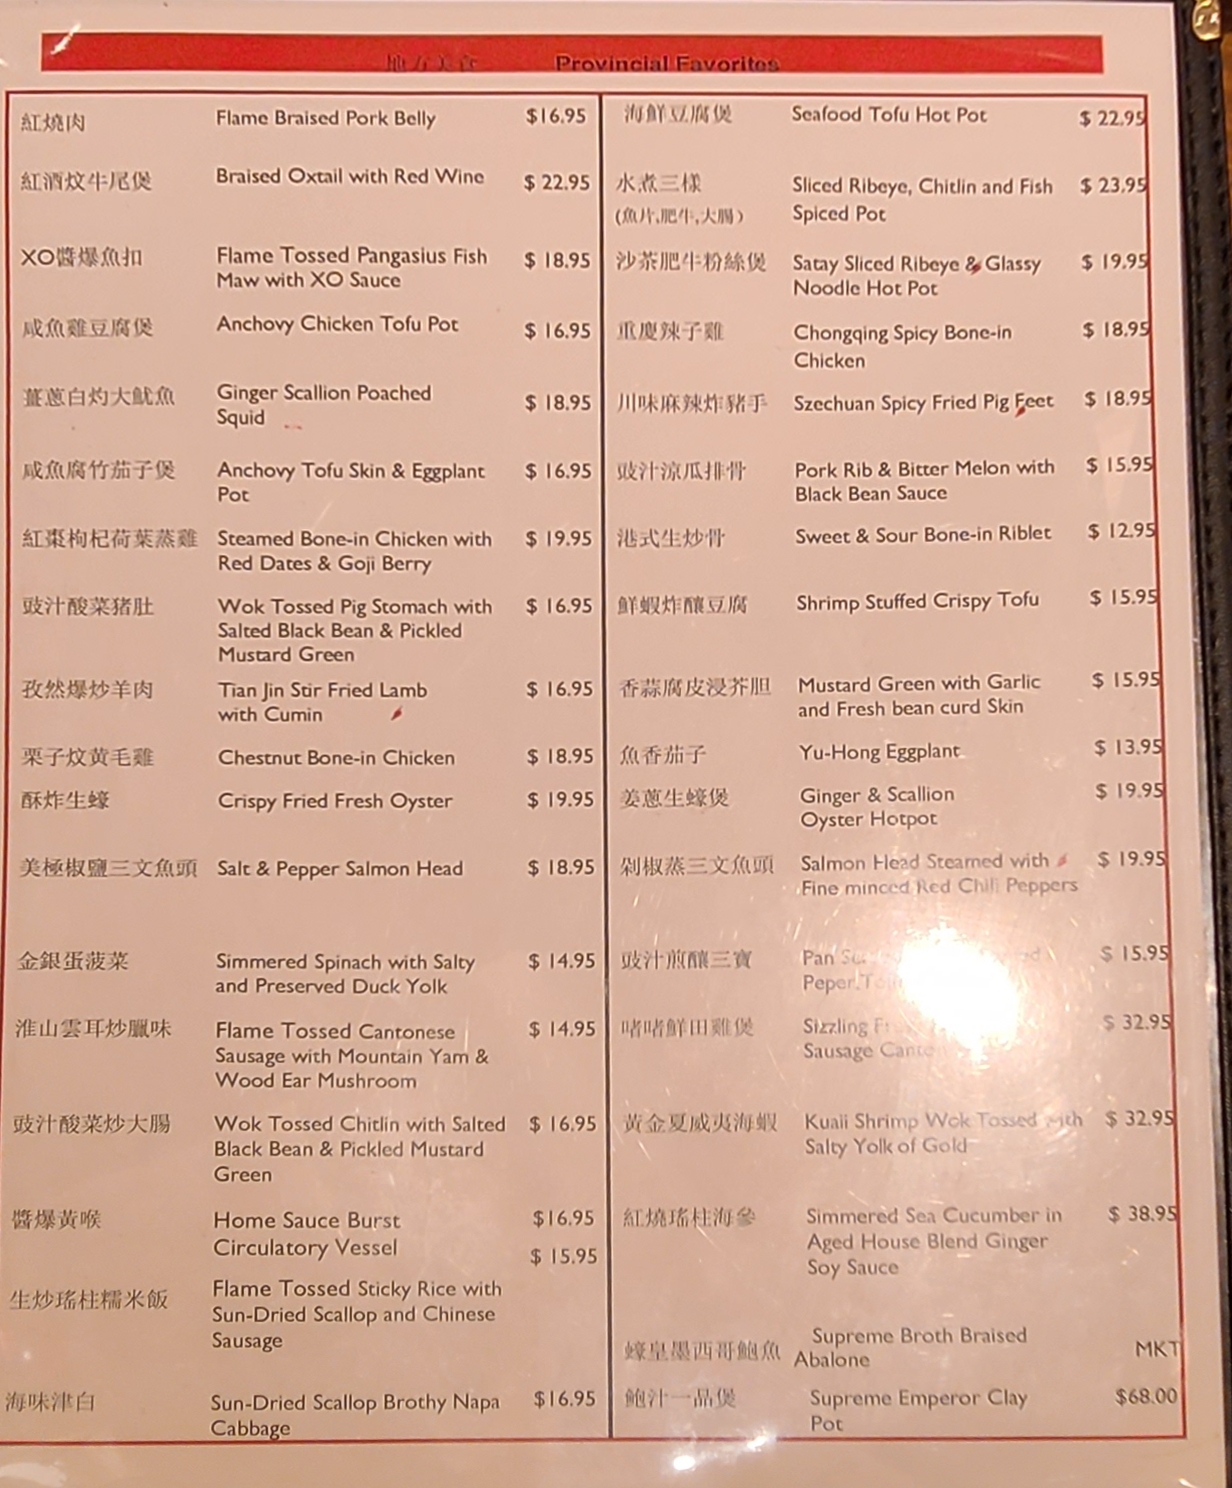 地方美食 Provincial Favorites
紅燒肉 Flame Braised Pork Belly $16.95
紅酒炆牛尾煲 Braised Oxtail with Red Wine $ 22.95
XO醬爆魚扣 Flame Tossed Pangasius Fish $ 18.95
Maw with XO Sauce
咸魚雞豆腐煲 Anchovy Chicken Tofu Pot $ 16.95
薑蔥白灼大魷魚 Ginger Scallion Poached $ 18.95
Squid
咸魚腐竹茄子煲 Anchovy Tofu Skin & Eggplant $ 16.95
Pot
紅棗枸杞荷葉蒸雞 Steamed Bone-in Chicken with $ 19.95
Red Dates & Goji Berry
豉汁酸菜猪肚 Wok Tossed Pig Stomach with $ 16.95
Salted Black Bean & Pickled
Mustard Green
孜然爆炒羊肉 Tian Jin Stir Fried Lamb $ 16.95
with Cumin
栗子炆黄毛雞 Chestnut Bone-in Chicken $ 18.95
酥炸生蠔 Crispy Fried Fresh Oyster $ 19.95
美極椒鹽三文魚頭 Salt & Pepper Salmon Head $ 18.95
金銀蛋菠菜 Simmered Spinach with Salty $ 14.95
and Preserved Duck Yolk
淮山雲耳炒臘味 Flame Tossed Cantonese $ 14.95
Sausage with Mountain Yam &
Wood Ear Mushroom
豉汁酸菜炒大腸 Wok Tossed Chitlin with Salted $ 16.95
Black Bean & Pickled Mustard
Green
醬爆黃喉 Home Sauce Burst $16.95
Circulatory Vessel $ 15.95
生炒瑤柱糯米飯 Flame Tossed Sticky Rice with
Sun-Dried Scallop and Chinese
Sausage
海味津白 Sun-Dried Scallop Brothy Napa $16.95
Cabbage
海鮮豆腐煲 Seafood Tofu Hot Pot $ 22.95
水煮三樣 Sliced Ribeye, Chitlin and Fish $ 23.95
(魚片,肥牛,大腸) Spiced Pot
沙茶肥牛粉絲煲 Satay Sliced Ribeye & Glassy $ 19.95
Noodle Hot Pot
重慶辣子雞 Chongqing Spicy Bone-in $ 18.95
Chicken
川味麻辣炸豬手 Szechuan Spicy Fried Pig Feet $ 18.95
豉汁涼瓜排骨 Pork Rib & Bitter Melon with $ 15.95
Black Bean Sauce
港式生炒骨 Sweet & Sour Bone-in Riblet $ 12.95
鮮蝦炸釀豆腐 Shrimp Stuffed Crispy Tofu $ 15.95
香蒜腐皮浸芥胆 Mustard Green with Garlic $ 15.95
and Fresh bean curd Skin
魚香茄子 Yu-Hong Eggplant $ 13.95
姜蔥生蠔煲 Ginger & Scallion $ 19.95
Oyster Hotpot
剁椒蒸三文魚頭 Salmon Head Steamed with $ 19.95
Fine minced Red Chili Peppers
豉汁煎釀三寶 Pan $ 15.95
Peper
啫啫鮮田雞煲 Sizzling $ 32.95
Sausage
黃金夏威夷海蝦 Kuaii Shrimp Wok Tossed with $ 32.95
Salty Yolk of Gold
紅燒瑤柱海參 Simmered Sea Cucumber in $ 38.95
Aged House Blend Ginger
Soy Sauce
蠔皇墨西哥鮑魚 Supreme Broth Braised MKT
Abalone
鮑汁一品煲 Supreme Emperor Clay $68.00
Pot